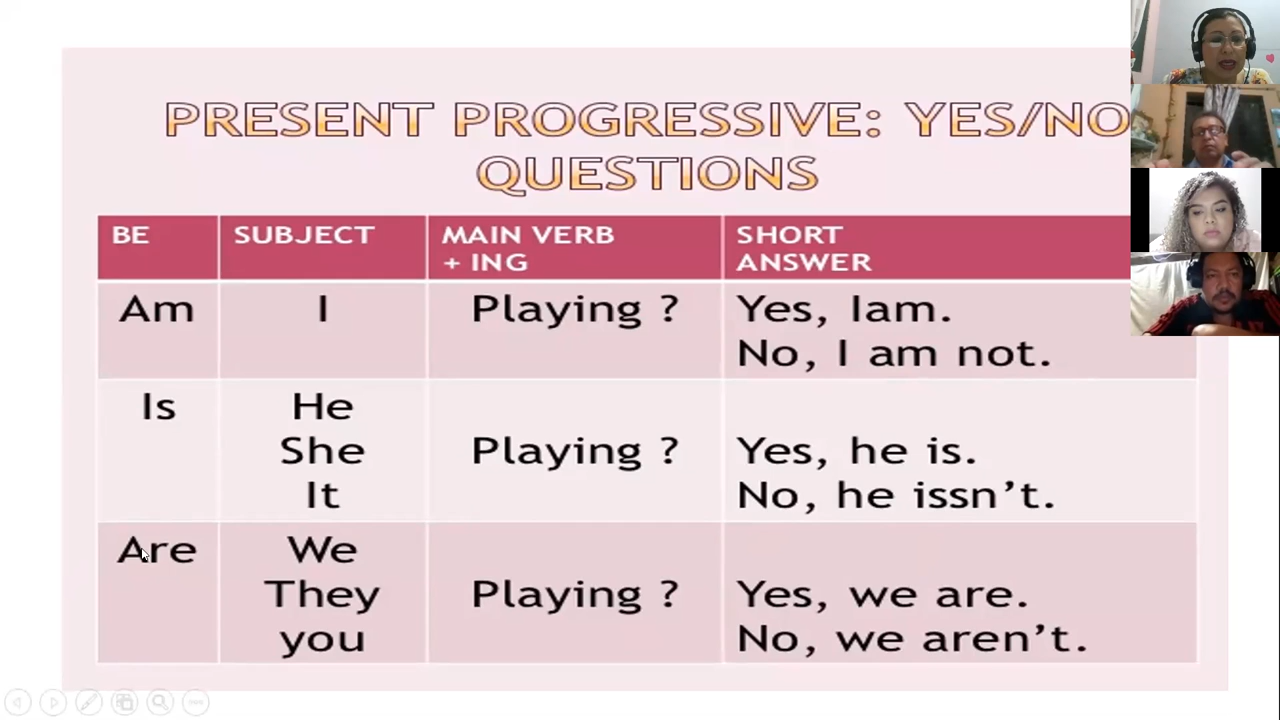 PRESENT PROGRESSIVE: YES/NO
QUESTIONS
BE SUBJECT MAIN VERB + ING SHORT ANSWER
Am I Playing ? Yes, Iam.
No, I am not.
Is He
She Playing ? Yes, he is.
It No, he issn’t.
Are We
They Playing ? Yes, we are.
you No, we aren’t.